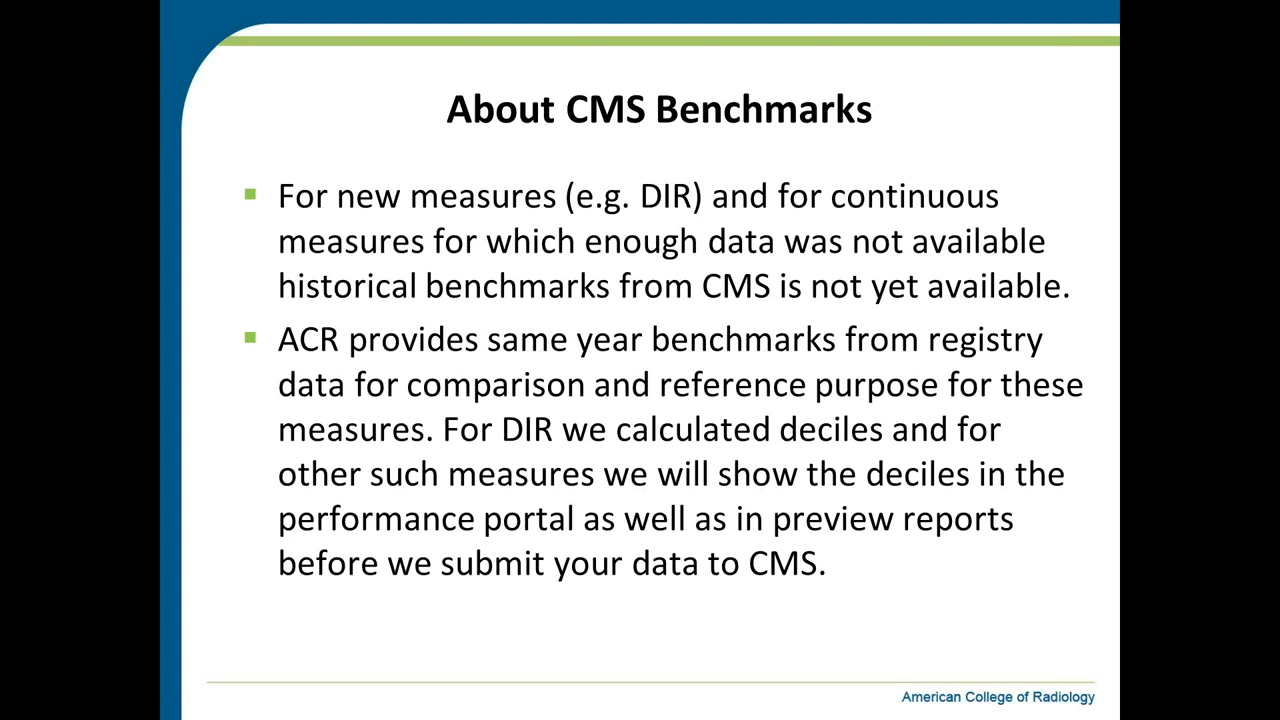 About CMS Benchmarks
For new measures (e.g. DIR) and for continuous
measures for which enough data was not available
historical benchmarks from CMS is not yet available.
ACR provides same year benchmarks from registry
data for comparison and reference purpose for these
measures. For DIR we calculated deciles and for
other such measures we will show the deciles in the
performance portal as well as in preview reports
before we submit your data to CMS.
American College of Radiology